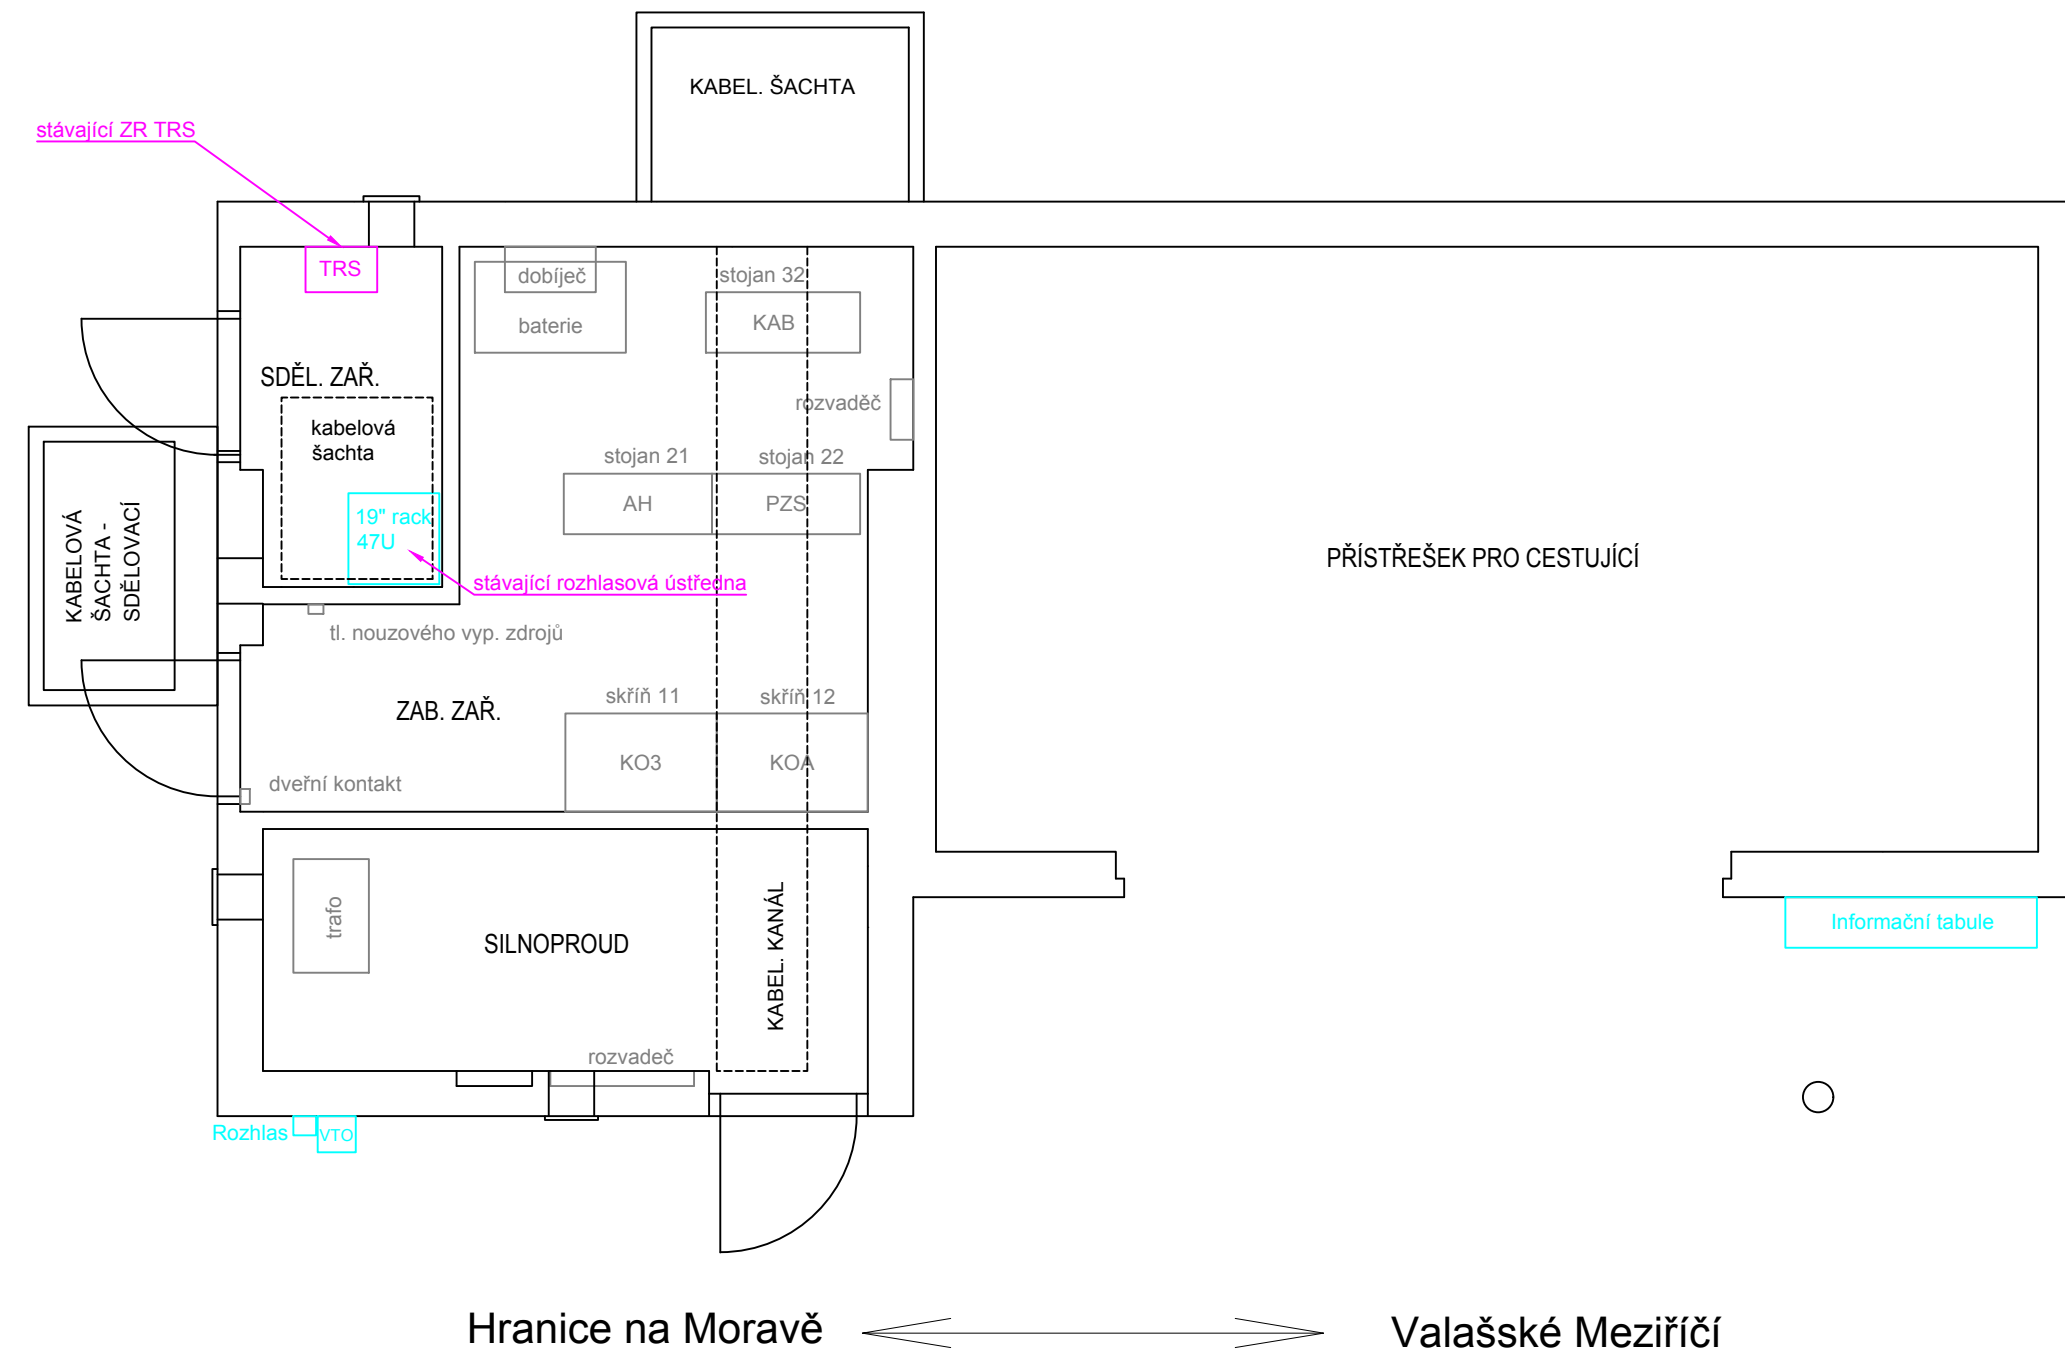 KABEL. ŠACHTA
stávající ZR TRS
TRS
dobíječ
baterie
stojan 32
KAB
SDĚL. ZAŘ.
rozvaděč
kabelová
šachta
stojan 21
stojan 22
AH
PZS
19" rack
47U
KABELOVÁ
ŠACHTA -
SDĚLOVACÍ
PŘÍSTŘEŠEK PRO CESTUJÍCÍ
stávající rozhlasová ústředna
tl. nouzového vyp. zdrojů
ZAB. ZAŘ.
skříň 11
skříň 12
KO3
KOA
dveřní kontakt
trafo
SILNOPROUD
KABEL. KANÁL
Informační tabule
rozvadeč
Rozhlas
VTO
Hranice na Moravě
Valašské Meziříčí